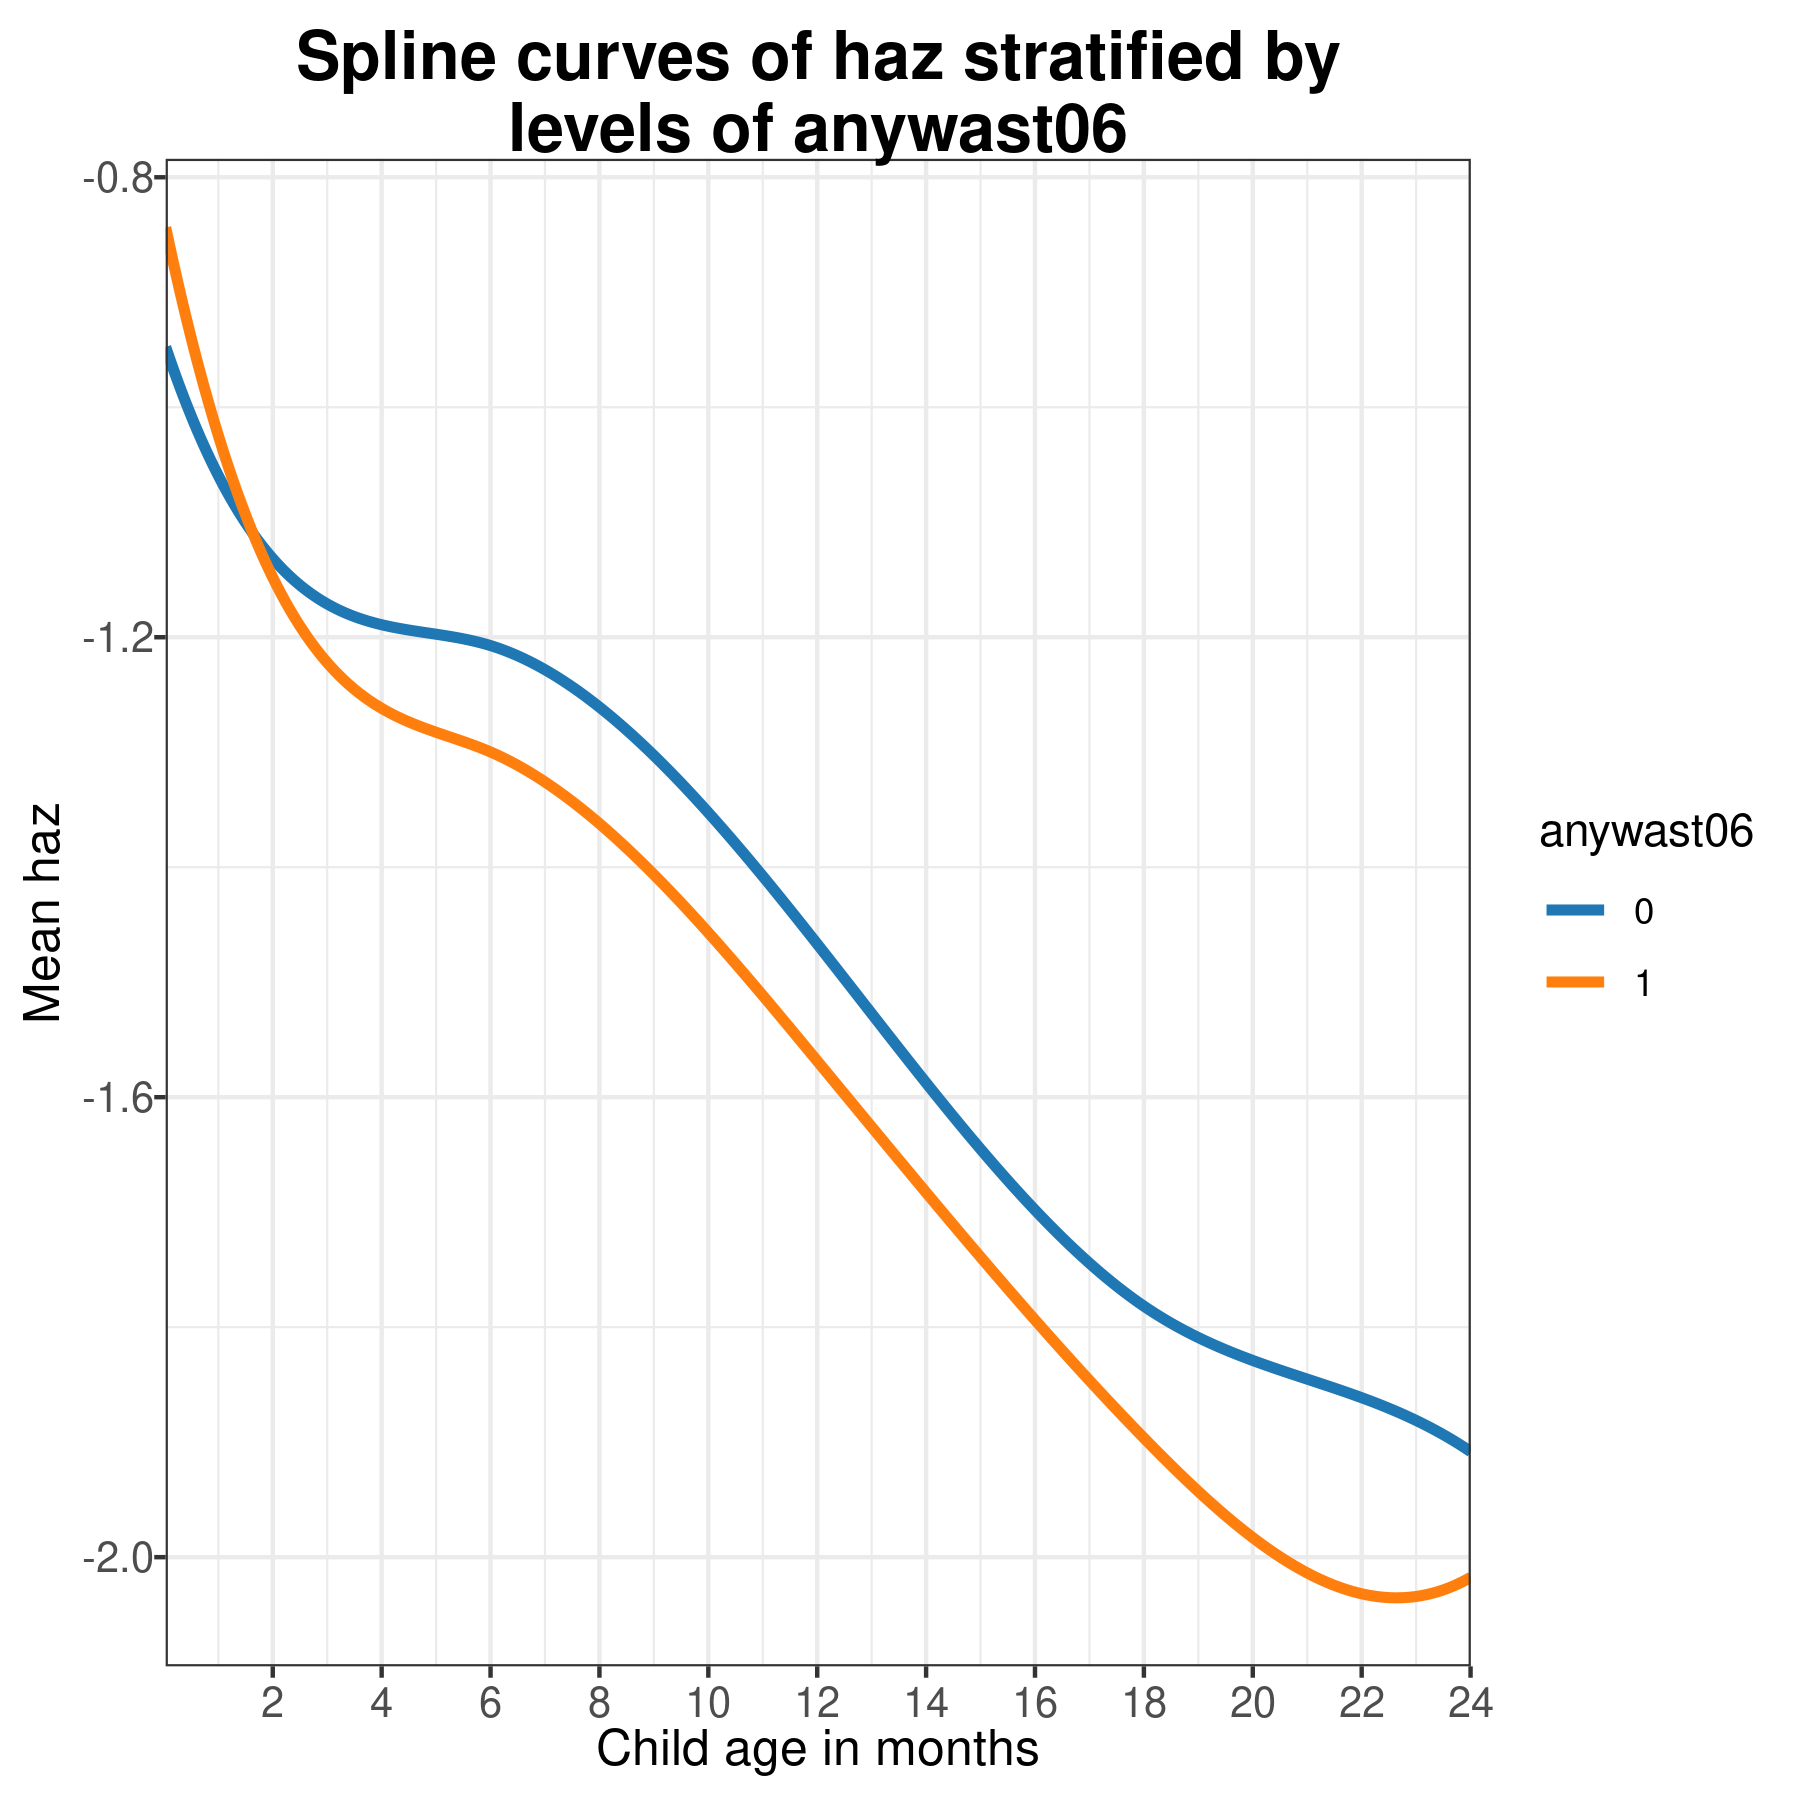 Spline curves of haz stratified by
levels of anywast06
-0.8
-1.2
-1.6
-2.0
Mean haz
2 4 6 8 10 12 14 16 18 20 22 24
Child age in months
anywast06
0
1